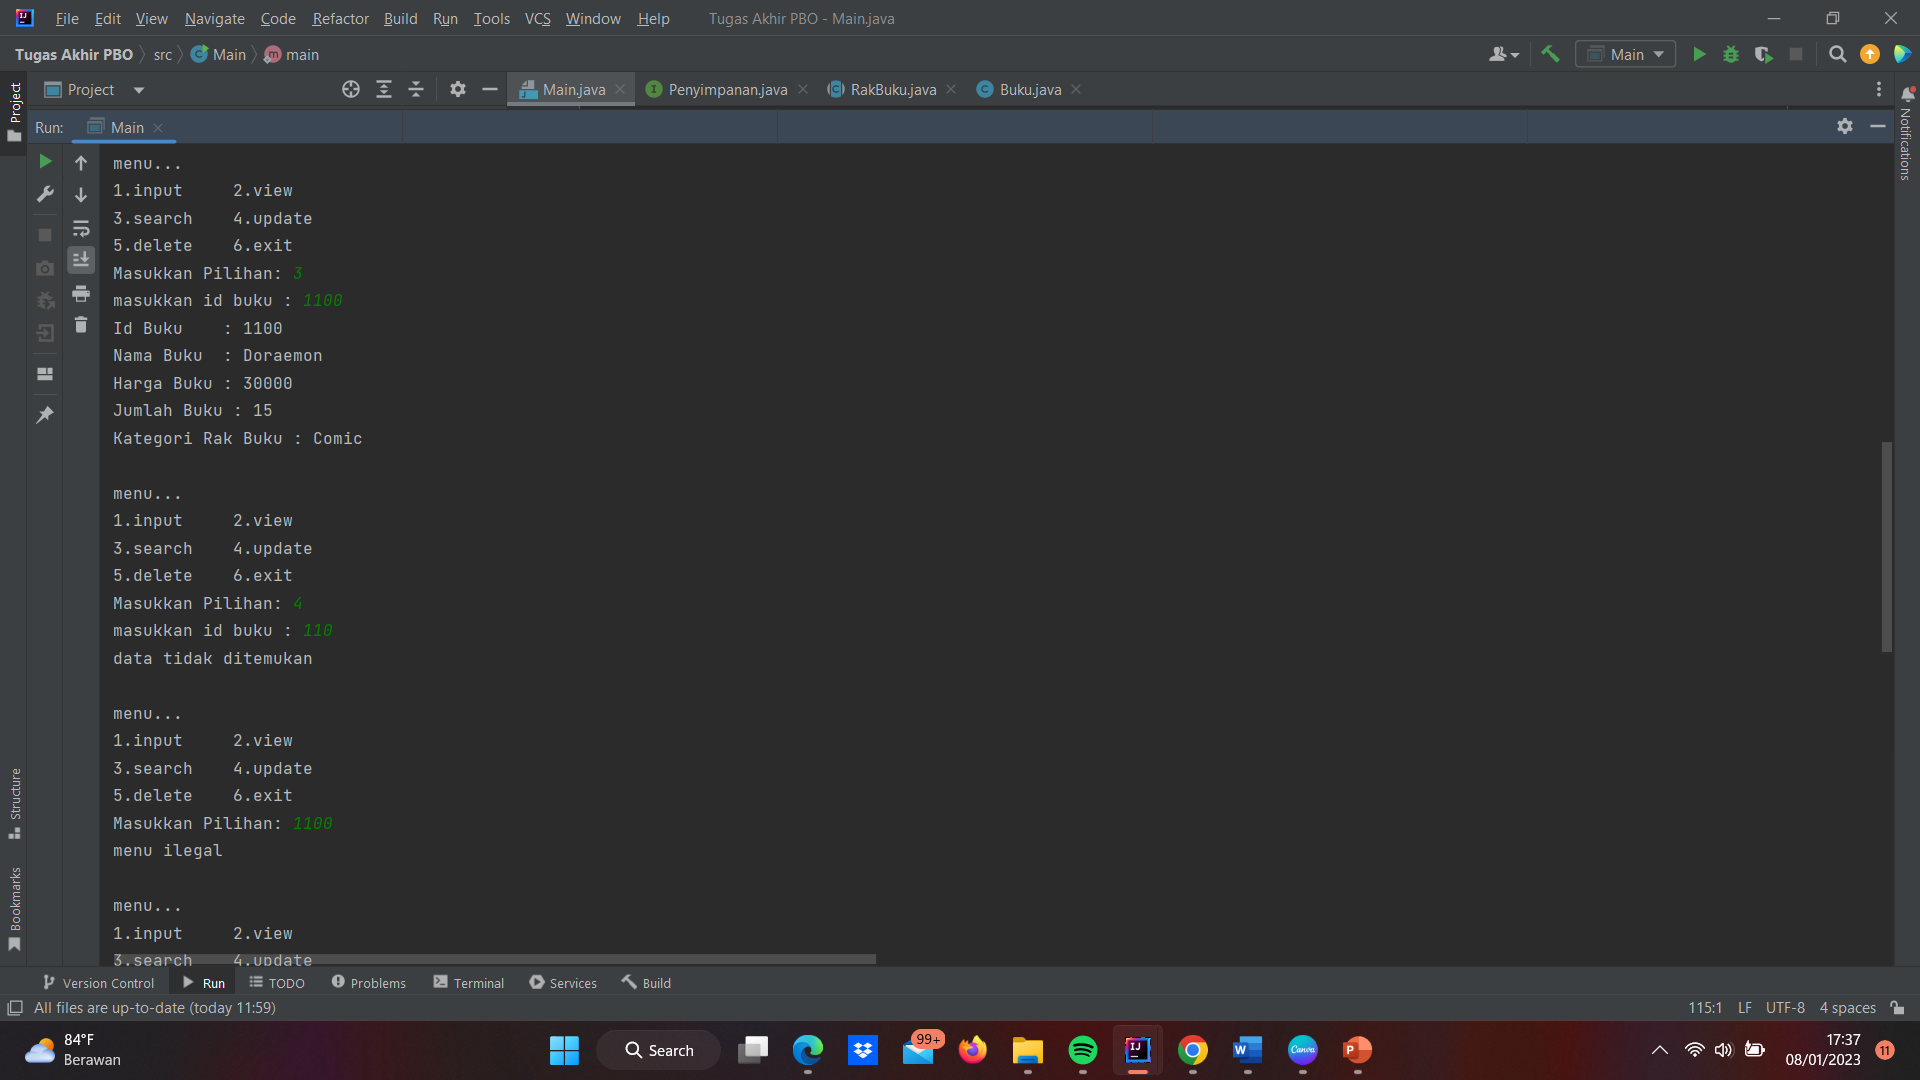 File Edit View Navigate Code Refactor Build Run Tools VCS Window Help Tugas Akhir PBO - Main.java
Tugas Akhir PBO src Main main Main
Project Main.java Penyimpanan.java RakBuku.java Buku.java
Project
Notifications
Run: Main
menu...
1.input 2.view
3.search 4.update
5.delete 6.exit
Masukkan Pilihan: 3
masukkan id buku : 1100
Id Buku : 1100
Nama Buku : Doraemon
Harga Buku : 30000
Jumlah Buku : 15
Kategori Rak Buku : Comic
menu...
1.input 2.view
3.search 4.update
5.delete 6.exit
Masukkan Pilihan: 4
masukkan id buku : 110
data tidak ditemukan
menu...
1.input 2.view
3.search 4.update
5.delete 6.exit
Masukkan Pilihan: 1100
menu ilegal
menu...
1.input 2.view
3.search 4.update
Structure
Bookmarks
Version Control Run TODO Problems Terminal Services Build
All files are up-to-date (today 11:59) 115:1 LF UTF-8 4 spaces
84°F
Berawan
Search
99+
Canva
17:37
08/01/2023
11